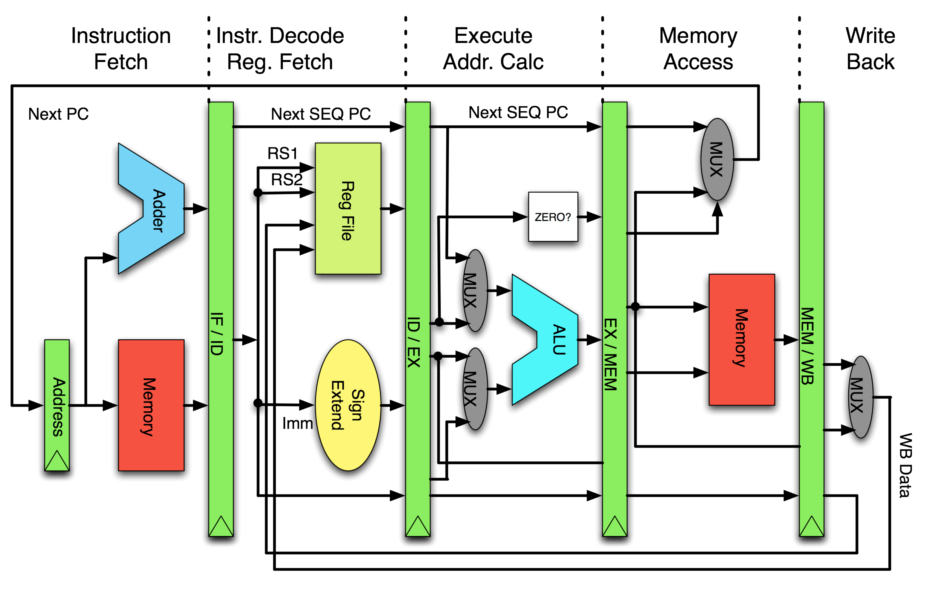 Instruction
Fetch
Instr. Decode
Reg. Fetch
Execute
Addr. Calc
Memory
Access
Write
Back
Next PC
Next SEQ PC
Next SEQ PC
RS1
RS2
Reg File
Adder
MUX
ZERO?
MUX
IF / ID
ID / EX
ALU
EX / MEM
Memory
MEM / WB
Address
Memory
Sign
Extend
Imm
MUX
MUX
WB Data